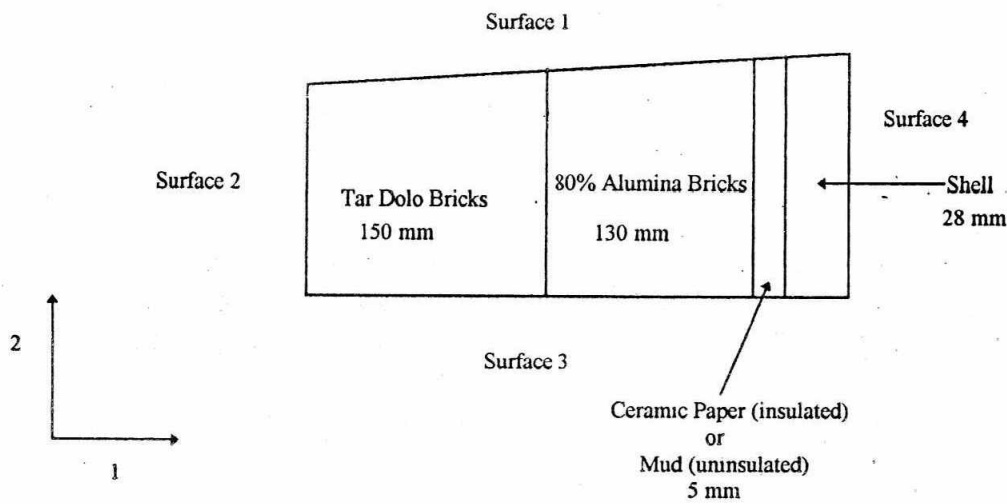 Surface 1
Surface 4
Surface 2
Tar Dolo Bricks
150 mm
80% Alumina Bricks
130 mm
Shell
28 mm
2
1
Surface 3
Ceramic Paper (insulated)
or
Mud (uninsulated)
5 mm